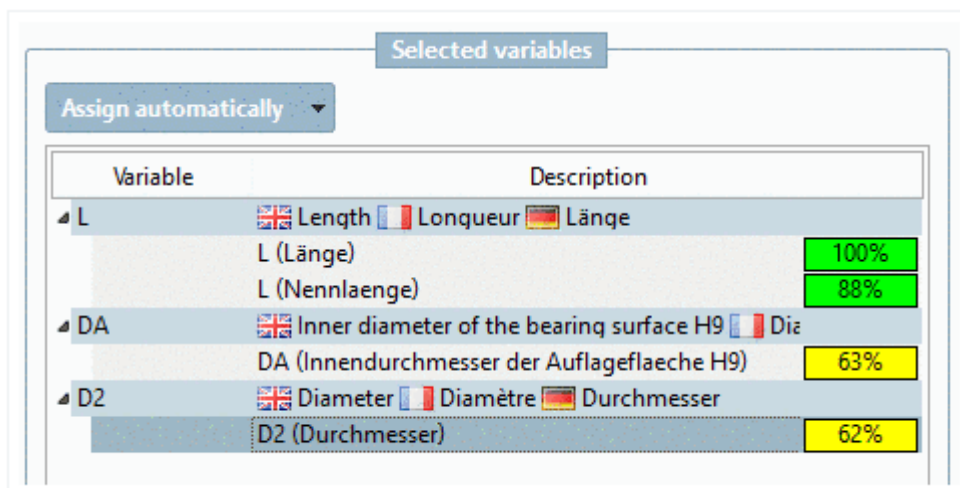 Selected variables
Assign automatically
Variable Description
L Length Longueur Länge
L (Länge) 100%
L (Nennlaenge) 88%
DA Inner diameter of the bearing surface H9 Dia
DA (Innendurchmesser der Auflageflaeche H9) 63%
D2 Diameter Diamètre Durchmesser
D2 (Durchmesser) 62%